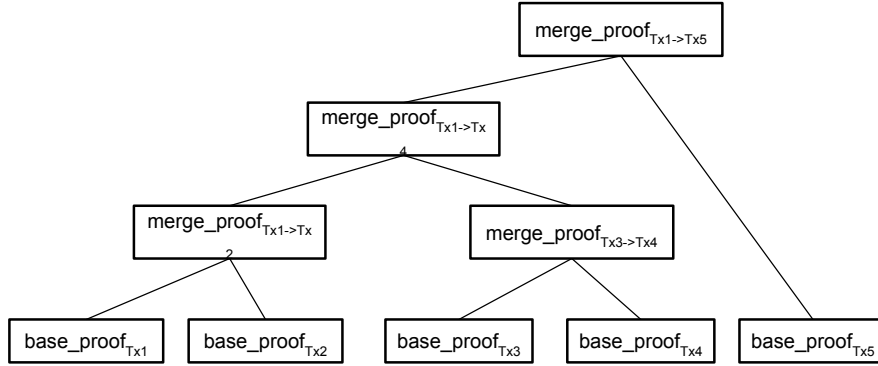 merge_proofTx1->Tx5
merge_proofTx1->Tx
4
merge_proofTx1->Tx
2
merge_proofTx3->Tx4
base_proofTx1
base_proofTx2
base_proofTx3
base_proofTx4
base_proofTx5